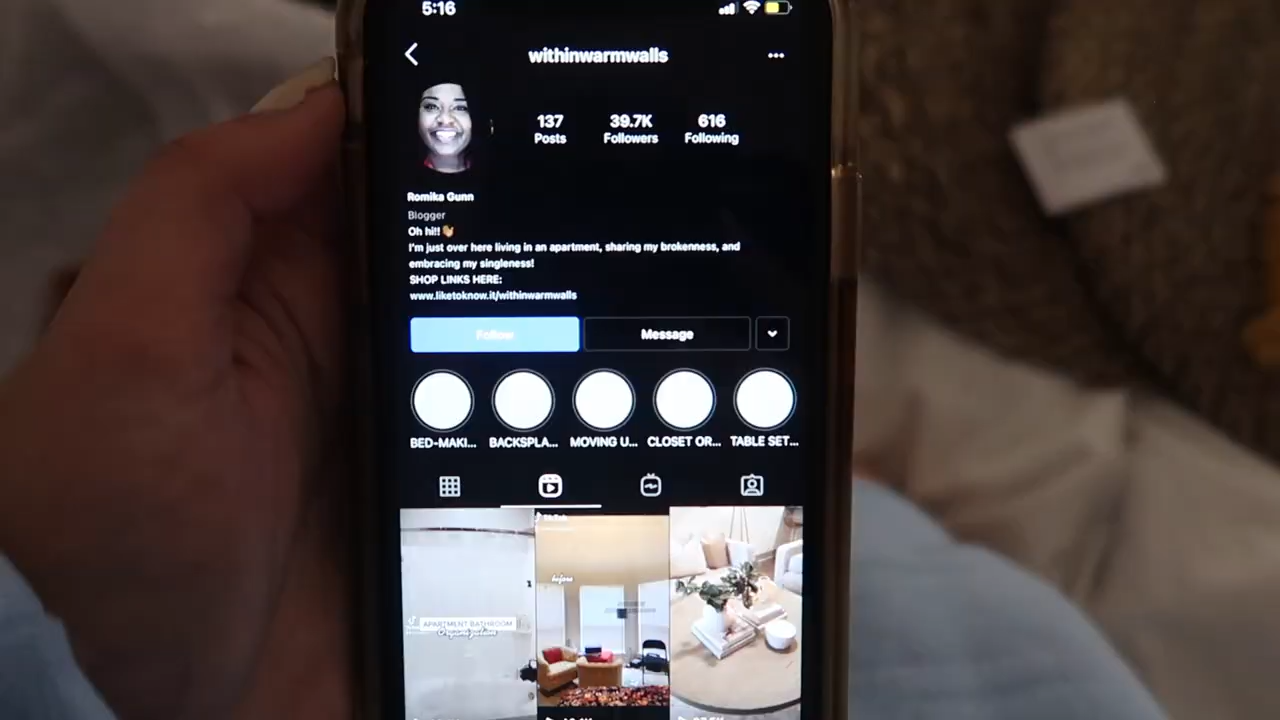 5:16
withinwarmwalls
137
39.7K
616
Posts
Followers
Following
Romika Gunn
Blogger
Oh hi!! 👋🏽
I'm just over here living in an apartment, sharing my brokenness, and
embracing my singleness!
SHOP LINKS HERE:
www.liketoknow.it/withinwarmwalls
Follow
Message
BED-MAKI...
BACKSPLA...
MOVING U...
CLOSET OR...
TABLE SET...
TikTok
before
APARTMENT BATHROOM